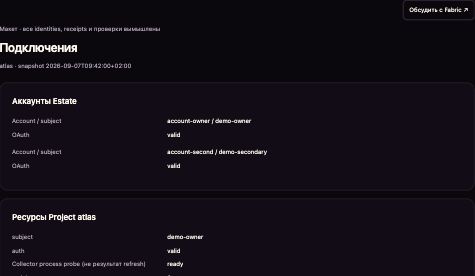 Обсудить с Fabric ↗
Макет · все identities, receipts и проверки вымышлены
Подключения
atlas · snapshot 2026-09-07T09:42:00+02:00
Аккаунты Estate
Account / subject account-owner / demo-owner
OAuth valid
Account / subject account-second / demo-secondary
OAuth valid
Ресурсы Project atlas
subject demo-owner
auth valid
Collector process probe (не результат refresh) ready